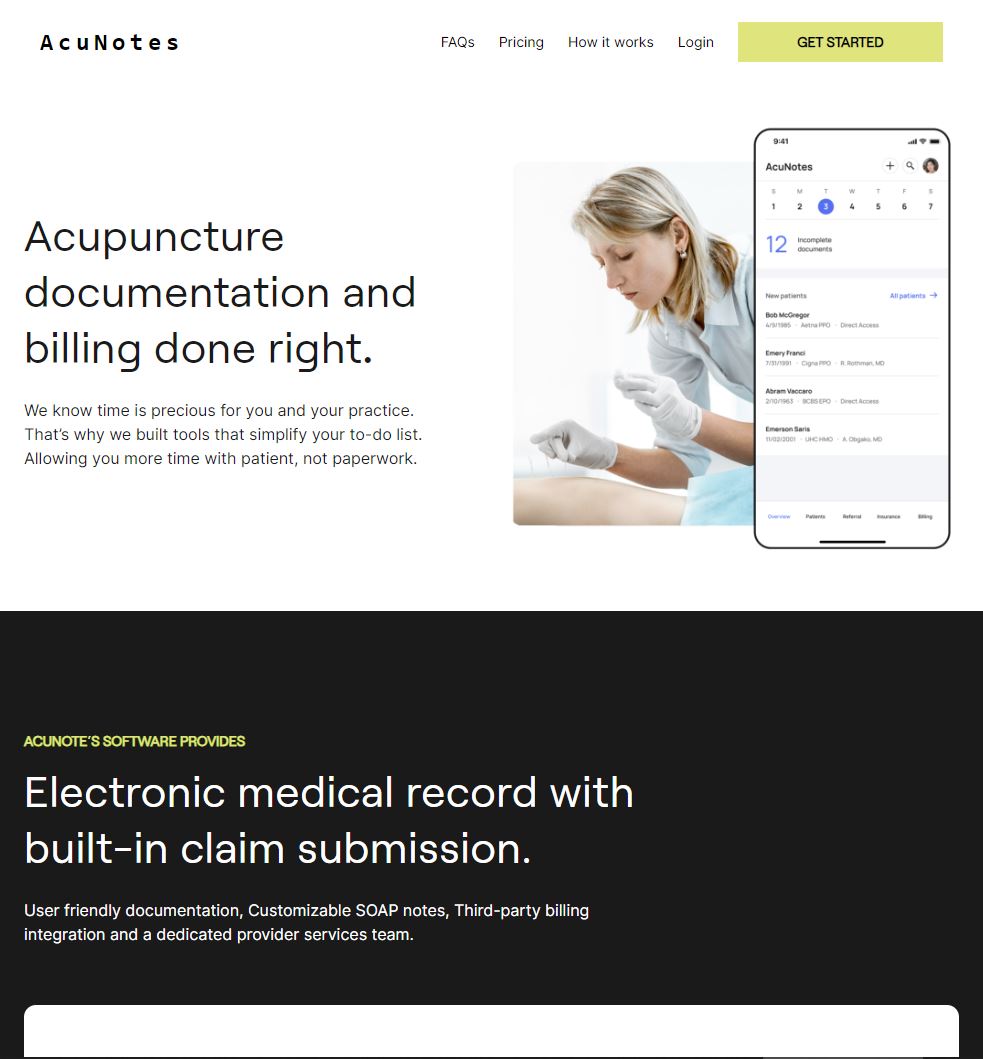 AcuNotes
FAQs Pricing How it works Login GET STARTED
Acupuncture
documentation and
billing done right.
We know time is precious for you and your practice.
That’s why we built tools that simplify your to-do list.
Allowing you more time with patient, not paperwork.
9:41
AcuNotes
S M T W T F S
1 2 3 4 5 6 7
12 Incomplete
documents
New patients All patients →
Bob McGregor
4/9/1985 · Aetna PPO · Direct Access
Emery Franci
7/31/1991 · Cigna PPO · R. Rothman, MD
Abram Vaccaro
2/10/1963 · BCBS EPO · Direct Access
Emerson Saris
11/02/2001 · UHC HMO · A. Obgako, MD
Overview Patients Referral Insurance Billing
ACUNOTE’S SOFTWARE PROVIDES
Electronic medical record with
built-in claim submission.
User friendly documentation, Customizable SOAP notes, Third-party billing
integration and a dedicated provider services team.